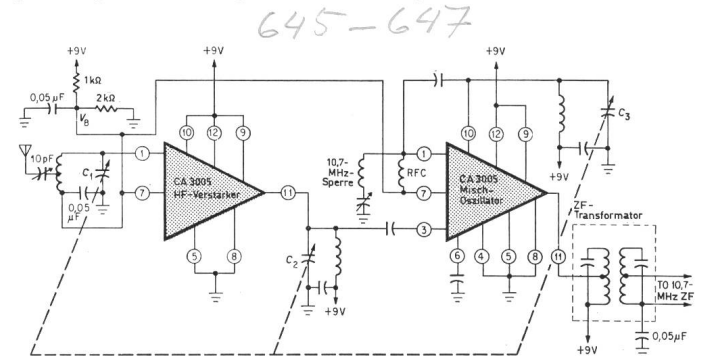 645-647
+9V
+9V
+9V
1kΩ
0,05µF
2kΩ
V_B
10 12 9
10 12 9
C3
10pF
C1
1
CA 3005
HF-Verstärker
7
11
10,7-
MHz-
Sperre
RFC
1
CA 3005
Misch-
Oszillator
7
+9V
0,05
µF
ZF-
Transformator
C2
3
5 8
6 4 5 8 11
TO 10,7-
MHz ZF
+9V
+9V
0,05µF